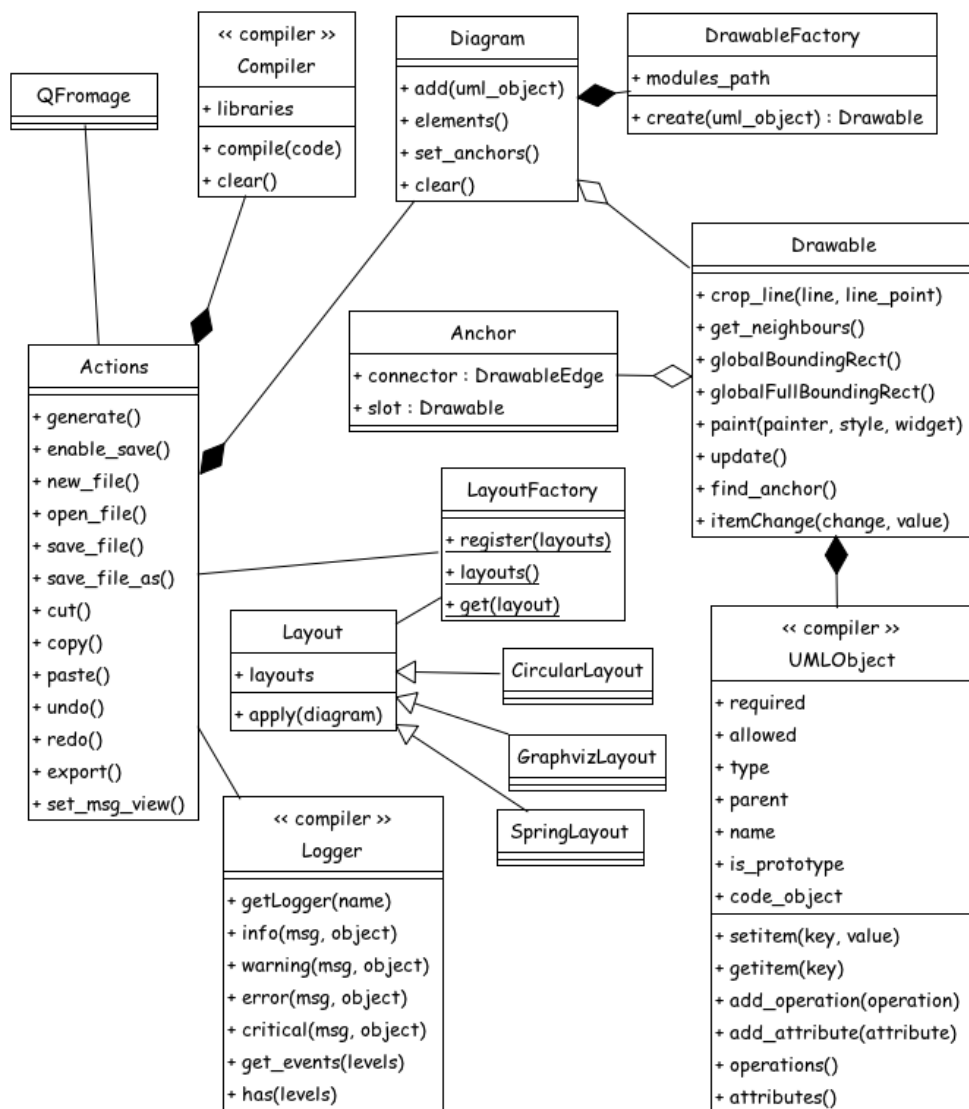 QFromage
<< compiler >>
Compiler
+ libraries
+ compile(code)
+ clear()
Diagram
+ add(uml_object)
+ elements()
+ set_anchors()
+ clear()
DrawableFactory
+ modules_path
+ create(uml_object) : Drawable
Drawable
+ crop_line(line, line_point)
+ get_neighbours()
+ globalBoundingRect()
+ globalFullBoundingRect()
+ paint(painter, style, widget)
+ update()
+ find_anchor()
+ itemChange(change, value)
Anchor
+ connector : DrawableEdge
+ slot : Drawable
Actions
+ generate()
+ enable_save()
+ new_file()
+ open_file()
+ save_file()
+ save_file_as()
+ cut()
+ copy()
+ paste()
+ undo()
+ redo()
+ export()
+ set_msg_view()
LayoutFactory
+ register(layouts)
+ layouts()
+ get(layout)
Layout
+ layouts
+ apply(diagram)
CircularLayout
GraphvizLayout
SpringLayout
<< compiler >>
Logger
+ getLogger(name)
+ info(msg, object)
+ warning(msg, object)
+ error(msg, object)
+ critical(msg, object)
+ get_events(levels)
+ has(levels)
<< compiler >>
UMLObject
+ required
+ allowed
+ type
+ parent
+ name
+ is_prototype
+ code_object
+ setitem(key, value)
+ getitem(key)
+ add_operation(operation)
+ add_attribute(attribute)
+ operations()
+ attributes()